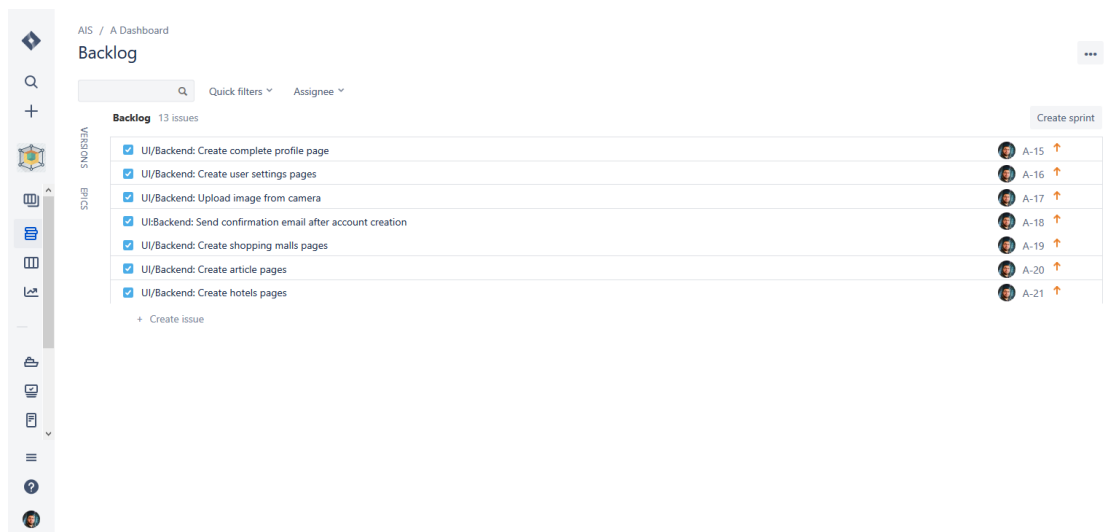 AIS / A Dashboard
Backlog
Quick filters Assignee
Backlog 13 issues Create sprint
VERSIONS
EPICS
UI/Backend: Create complete profile page A-15
UI/Backend: Create user settings pages A-16
UI/Backend: Upload image from camera A-17
UI:Backend: Send confirmation email after account creation A-18
UI/Backend: Create shopping malls pages A-19
UI/Backend: Create article pages A-20
UI/Backend: Create hotels pages A-21
+ Create issue